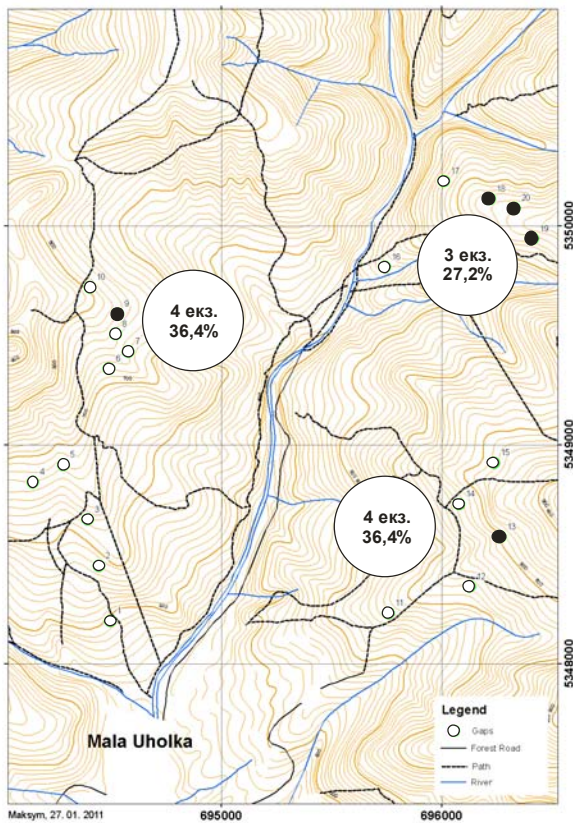 17
18
20
19
5350000
16
3 екз.
27,2%
10
9
8
7
6
4 екз.
36,4%
5349000
5
4
15
3
14
13
4 екз.
36,4%
2
12
11
1
5348000
Mala Uholka
Legend
Gaps
Forest Road
Path
River
Maksym, 27. 01. 2011
695000
696000